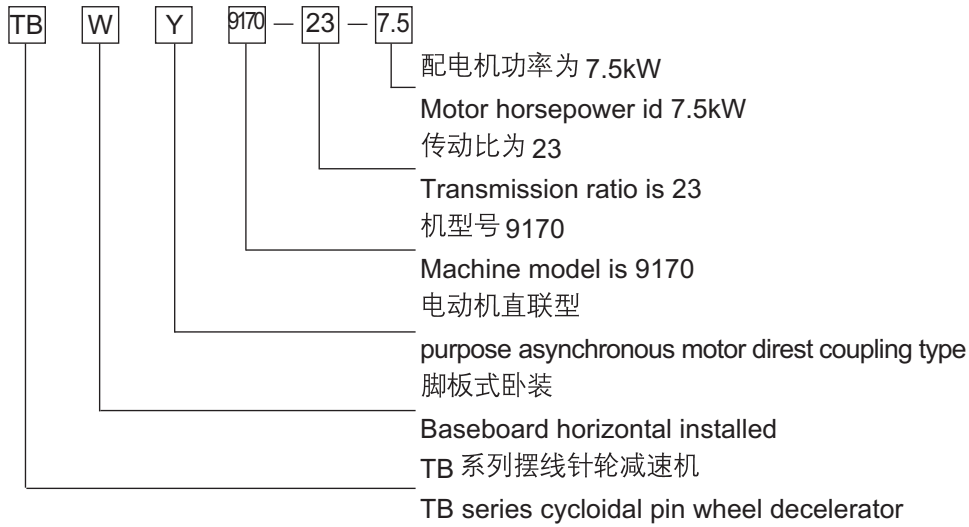 TB W Y 9170 – 23 – 7.5
配电机功率为 7.5kW
Motor horsepower id 7.5kW
传动比为 23
Transmission ratio is 23
机型号 9170
Machine model is 9170
电动机直联型
purpose asynchronous motor direst coupling type
脚板式卧装
Baseboard horizontal installed
TB 系列摆线针轮减速机
TB series cycloidal pin wheel decelerator